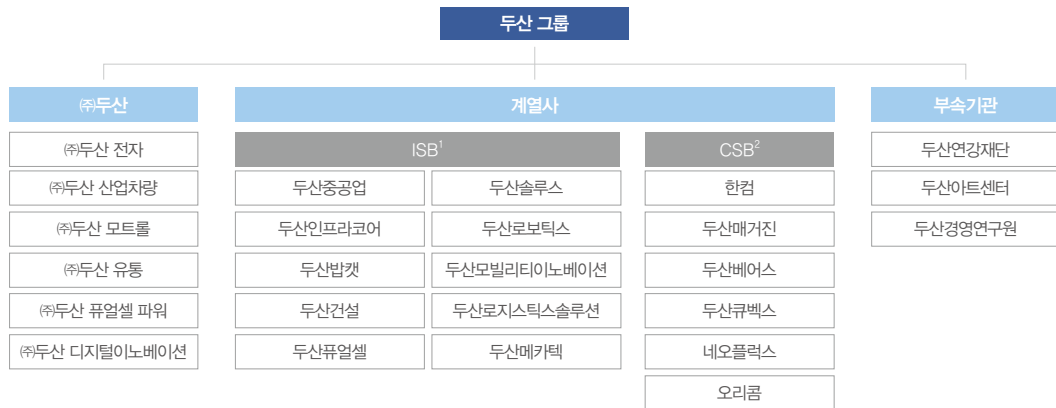 두산 그룹
㈜두산
㈜두산 전자
㈜두산 산업차량
㈜두산 모트롤
㈜두산 유통
㈜두산 퓨얼셀 파워
㈜두산 디지털이노베이션
계열사
ISB¹
두산중공업
두산인프라코어
두산밥캣
두산건설
두산퓨얼셀
두산솔루스
두산로보틱스
두산모빌리티이노베이션
두산로지스틱스솔루션
두산메카텍
CSB²
한컴
두산매거진
두산베어스
두산큐벡스
네오플럭스
오리콤
부속기관
두산연강재단
두산아트센터
두산경영연구원